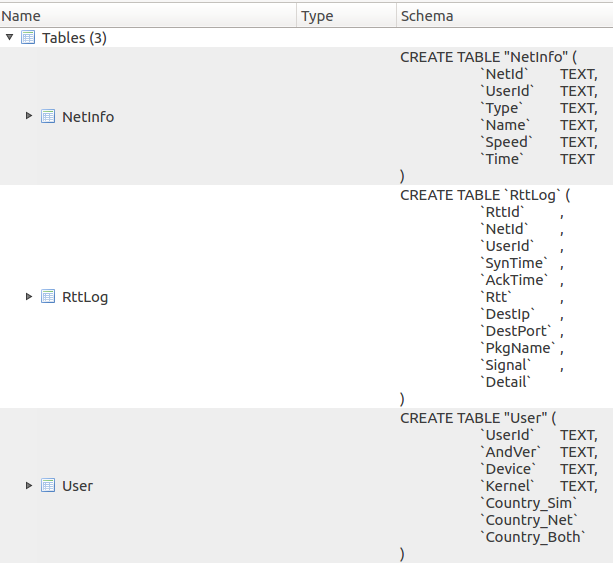 Name Type Schema
Tables (3)
CREATE TABLE "NetInfo" (
`NetId` TEXT,
`UserId` TEXT,
`Type` TEXT,
NetInfo
`Name` TEXT,
`Speed` TEXT,
`Time` TEXT
)
CREATE TABLE `RttLog` (
`RttId` ,
`NetId` ,
`UserId` ,
`SynTime` ,
`AckTime` ,
RttLog
`Rtt` ,
`DestIp` ,
`DestPort` ,
`PkgName` ,
`Signal` ,
`Detail`
)
CREATE TABLE "User" (
`UserId` TEXT,
`AndVer` TEXT,
`Device` TEXT,
User
`Kernel` TEXT,
`Country_Sim`
`Country_Net`
`Country_Both`
)